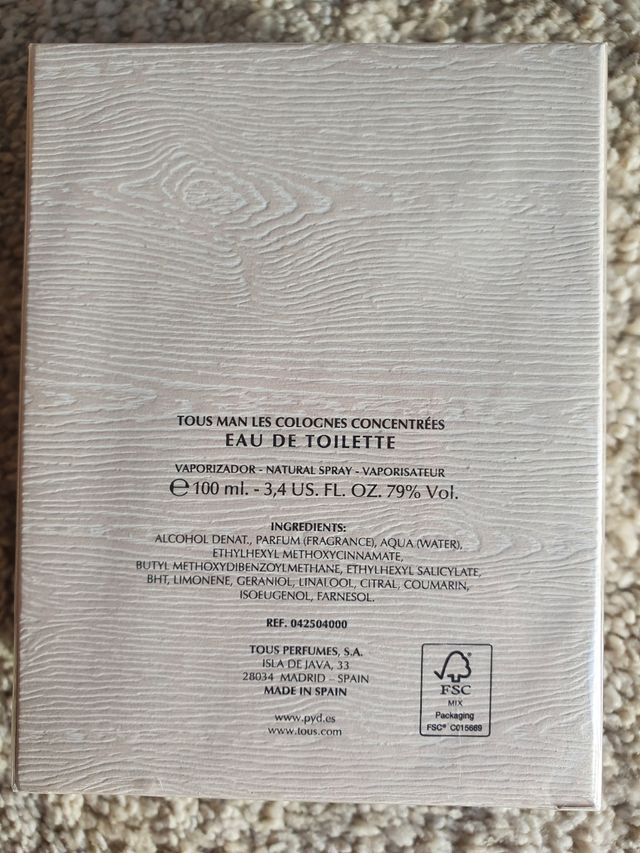 TOUS MAN LES COLOGNES CONCENTRÉES
EAU DE TOILETTE
VAPORIZADOR - NATURAL SPRAY - VAPORISATEUR
℮ 100 ml. - 3,4 US. FL. OZ. 79% Vol.
INGREDIENTS:
ALCOHOL DENAT., PARFUM (FRAGRANCE), AQUA (WATER),
ETHYLHEXYL METHOXYCINNAMATE,
BUTYL METHOXYDIBENZOYLMETHANE, ETHYLHEXYL SALICYLATE,
BHT, LIMONENE, GERANIOL, LINALOOL, CITRAL, COUMARIN,
ISOEUGENOL, FARNESOL.
REF. 042504000
TOUS PERFUMES, S.A.
ISLA DE JAVA, 33
28034 MADRID – SPAIN
MADE IN SPAIN
www.pyd.es
www.tous.com
FSC
MIX
Packaging
FSC® C015669